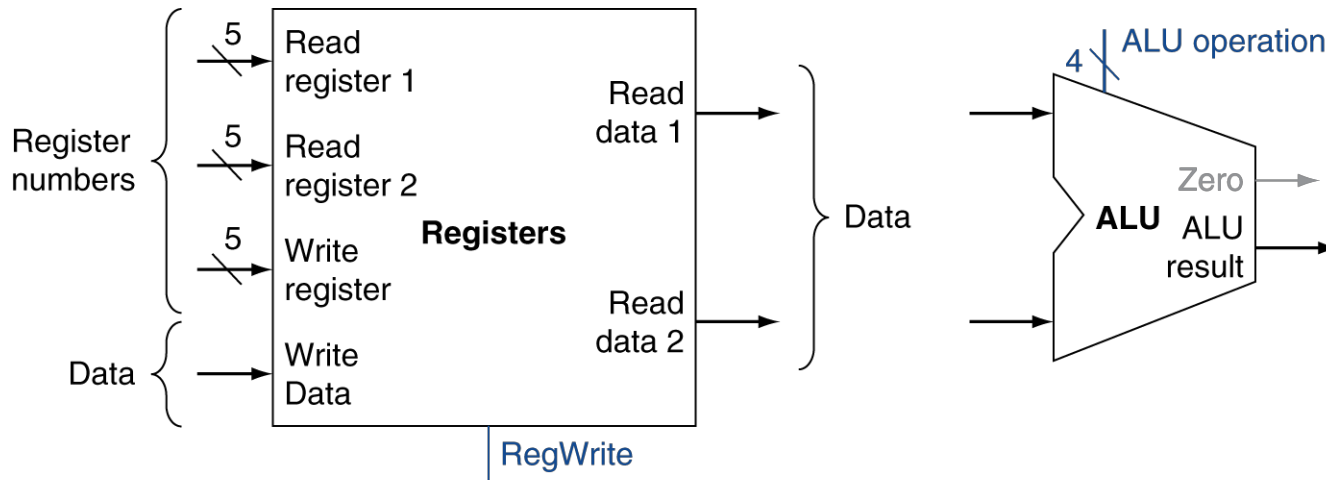 Register
numbers
Data
5
Read
register 1
5
Read
register 2
5
Write
register
Write
Data
Registers
Read
data 1
Read
data 2
RegWrite
Data
4
ALU operation
ALU
Zero
ALU
result